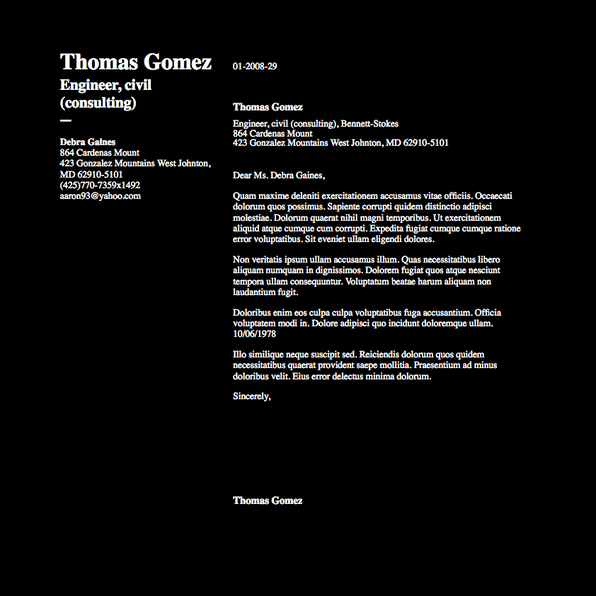 Thomas Gomez
Engineer, civil
(consulting)
—
Debra Gaines
864 Cardenas Mount
423 Gonzalez Mountains West Johnton,
MD 62910-5101
(425)770-7359x1492
aaron93@yahoo.com
01-2008-29
Thomas Gomez
Engineer, civil (consulting), Bennett-Stokes
864 Cardenas Mount
423 Gonzalez Mountains West Johnton, MD 62910-5101
Dear Ms. Debra Gaines,
Quam maxime deleniti exercitationem accusamus vitae officiis. Occaecati
dolorum quos possimus. Sapiente corrupti quidem distinctio adipisci
molestiae. Dolorum quaerat nihil magni temporibus. Ut exercitationem
aliquid atque cumque cum corrupti. Expedita fugiat cumque cumque ratione
error voluptatibus. Sit eveniet ullam eligendi dolores.
Non veritatis ipsum ullam accusamus illum. Quas necessitatibus libero
aliquam numquam in dignissimos. Dolorem fugiat quos atque nesciunt
tempora ullam consequuntur. Voluptatum beatae harum aliquam non
laudantium fugit.
Doloribus enim eos culpa culpa voluptatibus fuga accusantium. Officia
voluptatem modi in. Dolore adipisci quo incidunt doloremque ullam.
10/06/1978
Illo similique neque suscipit sed. Reiciendis dolorum quos quidem
necessitatibus quaerat provident saepe mollitia. Praesentium ad minus
doloribus velit. Eius error delectus minima dolorum.
Sincerely,
Thomas Gomez